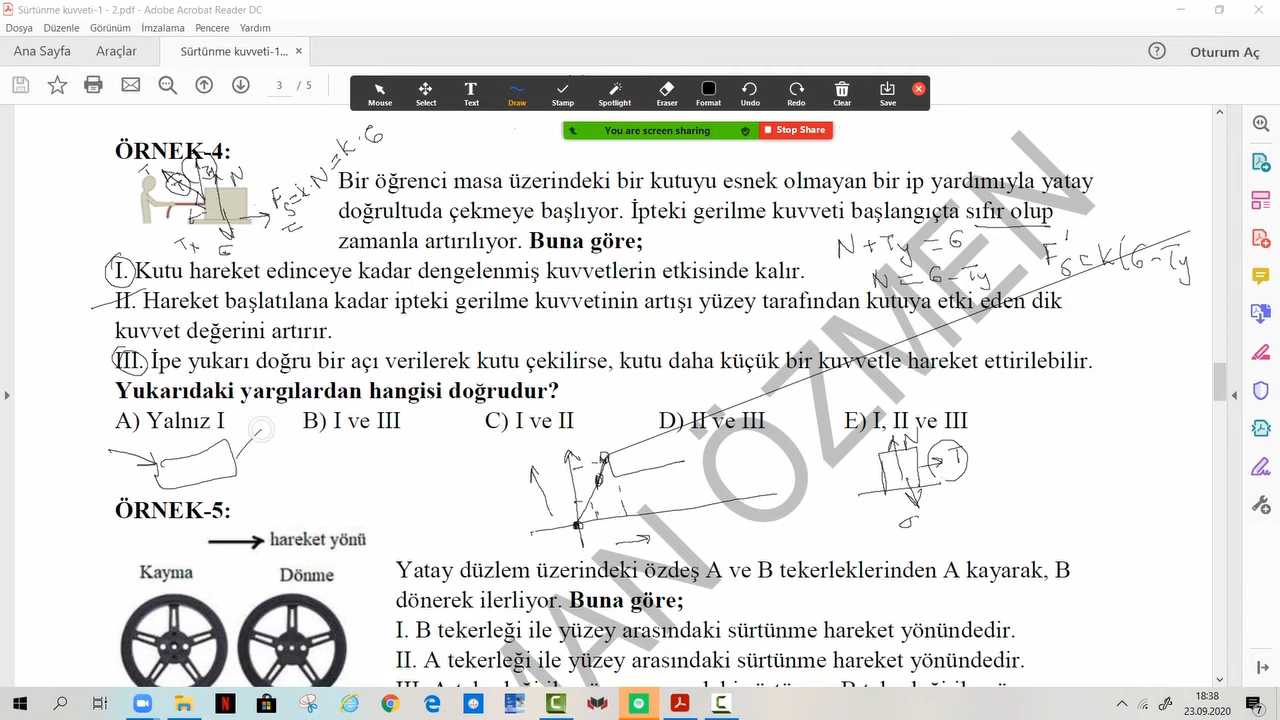 Sürtünme kuvveti-1 - 2.pdf - Adobe Acrobat Reader DC
Dosya Düzenle Görünüm İmzalama Pencere Yardım
Ana Sayfa Araçlar Sürtünme kuvveti-1... × Oturum Aç
3 / 5
Mouse Select Text Draw Stamp Spotlight Eraser Format Undo Redo Clear Save
You are screen sharing Stop Share
ÖRNEK-4:
Bir öğrenci masa üzerindeki bir kutuyu esnek olmayan bir ip yardımıyla yatay
doğrultuda çekmeye başlıyor. İpteki gerilme kuvveti başlangıçta sıfır olup
zamanla artırılıyor. Buna göre;
N + Ty = G
N = G - Ty
I. Kutu hareket edinceye kadar dengelenmiş kuvvetlerin etkisinde kalır.
II. Hareket başlatılana kadar ipteki gerilme kuvvetinin artışı yüzey tarafından kutuya etki eden dik
kuvvet değerini artırır.
III. İpe yukarı doğru bir açı verilerek kutu çekilirse, kutu daha küçük bir kuvvetle hareket ettirilebilir.
Yukarıdaki yargılardan hangisi doğrudur?
A) Yalnız I B) I ve III C) I ve II D) II ve III E) I, II ve III
N
T
G
ÖRNEK-5:
hareket yönü
Kayma Dönme
Yatay düzlem üzerindeki özdeş A ve B tekerleklerinden A kayarak, B
dönerek ilerliyor. Buna göre;
I. B tekerleği ile yüzey arasındaki sürtünme hareket yönündedir.
II. A tekerleği ile yüzey arasındaki sürtünme hareket yönündedir.
MAN ÖZMEN
18:38
23.09.2020
7